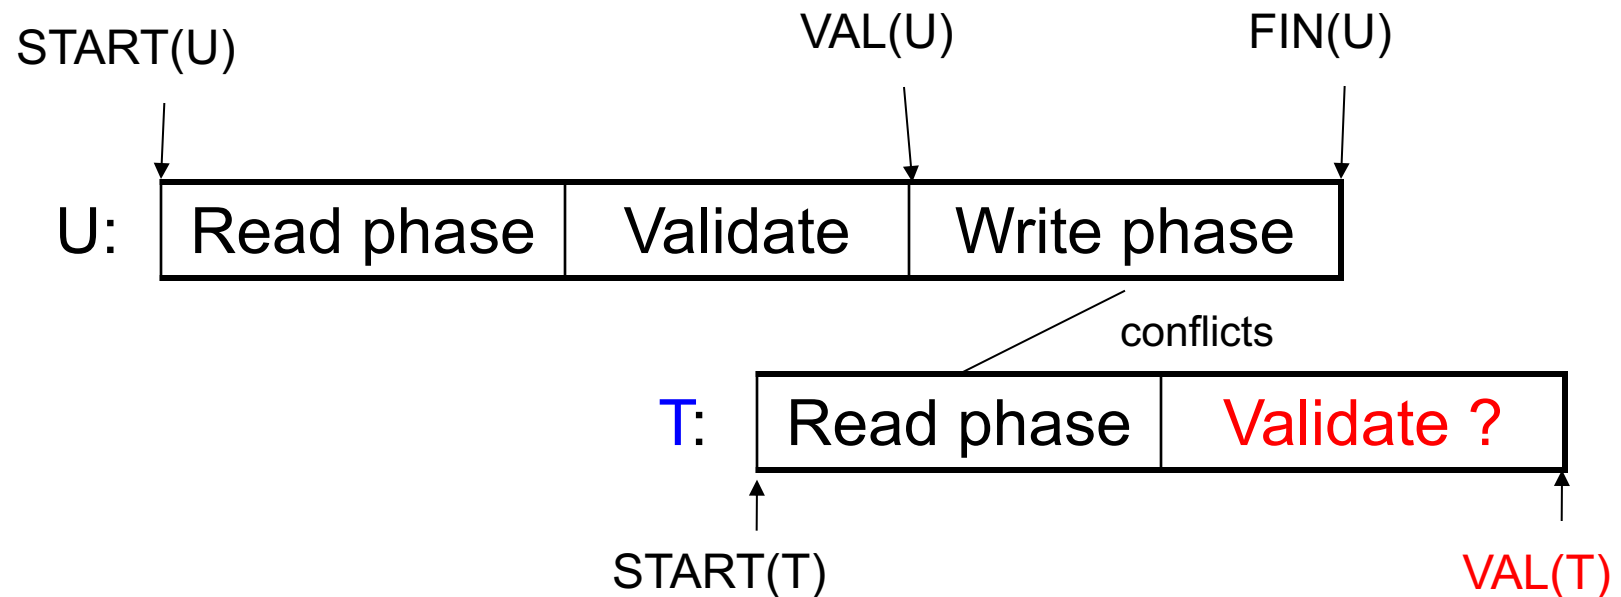 START(U) VAL(U) FIN(U)
U: Read phase Validate Write phase
conflicts
T: Read phase Validate ?
START(T) VAL(T)